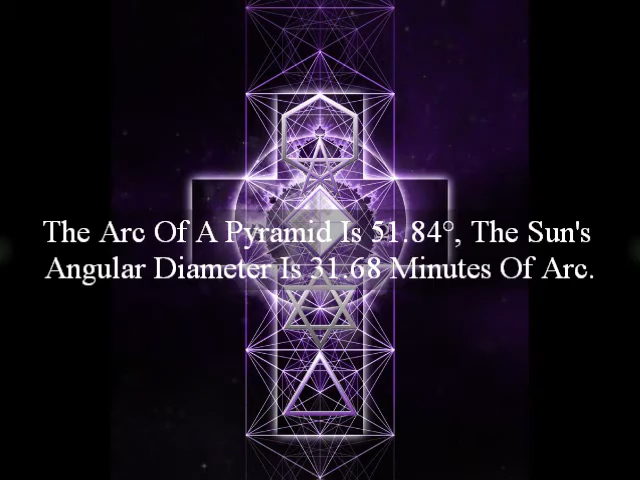 The Arc Of A Pyramid Is 51.84°, The Sun's
Angular Diameter Is 31.68 Minutes Of Arc.